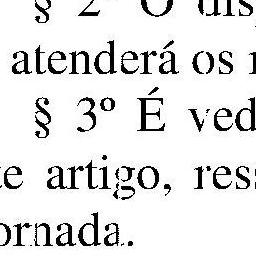 § 2º O dis
atenderá os
§ 3º É ved
te artigo, res
ornada.